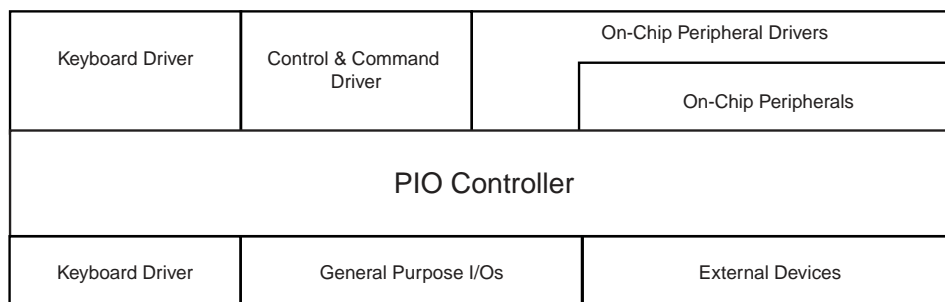 Keyboard Driver
Control & Command
Driver
On-Chip Peripheral Drivers
On-Chip Peripherals
PIO Controller
Keyboard Driver
General Purpose I/Os
External Devices